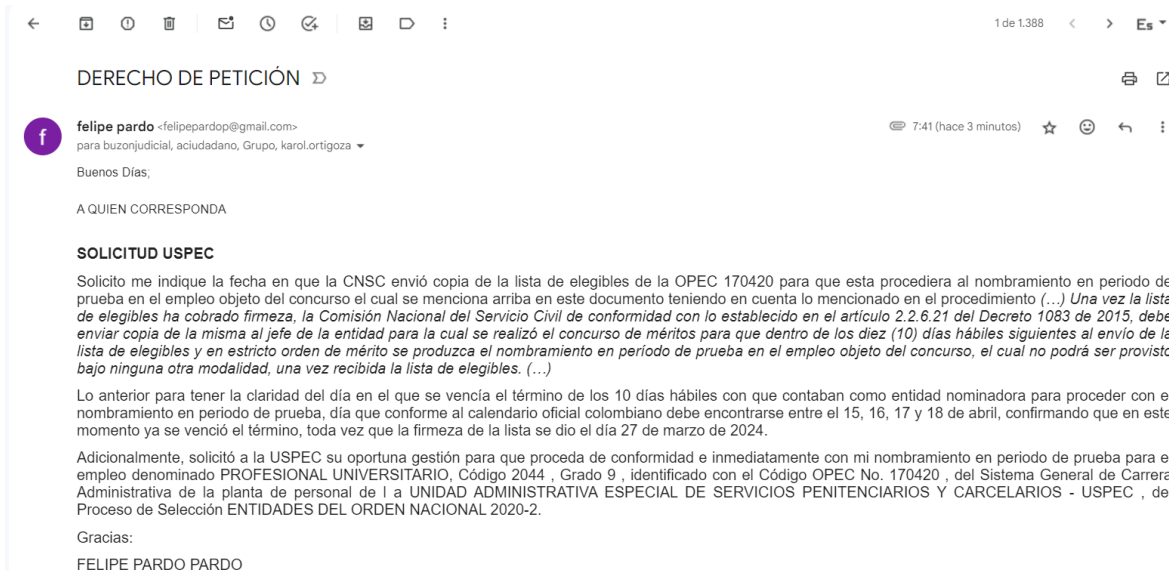 1 de 1.388
Es
DERECHO DE PETICIÓN
f
felipe pardo <felipepardop@gmail.com>
7:41 (hace 3 minutos)
para buzonjudicial, aciudadano, Grupo, karol.ortigoza
Buenos Días;
A QUIEN CORRESPONDA
SOLICITUD USPEC
Solicito me indique la fecha en que la CNSC envió copia de la lista de elegibles de la OPEC 170420 para que esta procediera al nombramiento en periodo de
prueba en el empleo objeto del concurso el cual se menciona arriba en este documento teniendo en cuenta lo mencionado en el procedimiento (…) Una vez la lista
de elegibles ha cobrado firmeza, la Comisión Nacional del Servicio Civil de conformidad con lo establecido en el artículo 2.2.6.21 del Decreto 1083 de 2015, debe
enviar copia de la misma al jefe de la entidad para la cual se realizó el concurso de méritos para que dentro de los diez (10) días hábiles siguientes al envío de la
lista de elegibles y en estricto orden de mérito se produzca el nombramiento en período de prueba en el empleo objeto del concurso, el cual no podrá ser provisto
bajo ninguna otra modalidad, una vez recibida la lista de elegibles. (…)
Lo anterior para tener la claridad del día en el que se vencía el término de los 10 días hábiles con que contaban como entidad nominadora para proceder con e
nombramiento en periodo de prueba, día que conforme al calendario oficial colombiano debe encontrarse entre el 15, 16, 17 y 18 de abril, confirmando que en este
momento ya se venció el término, toda vez que la firmeza de la lista se dio el día 27 de marzo de 2024.
Adicionalmente, solicitó a la USPEC su oportuna gestión para que proceda de conformidad e inmediatamente con mi nombramiento en periodo de prueba para e
empleo denominado PROFESIONAL UNIVERSITARIO, Código 2044 , Grado 9 , identificado con el Código OPEC No. 170420 , del Sistema General de Carrera
Administrativa de la planta de personal de l a UNIDAD ADMINISTRATIVA ESPECIAL DE SERVICIOS PENITENCIARIOS Y CARCELARIOS - USPEC , de
Proceso de Selección ENTIDADES DEL ORDEN NACIONAL 2020-2.
Gracias:
FELIPE PARDO PARDO